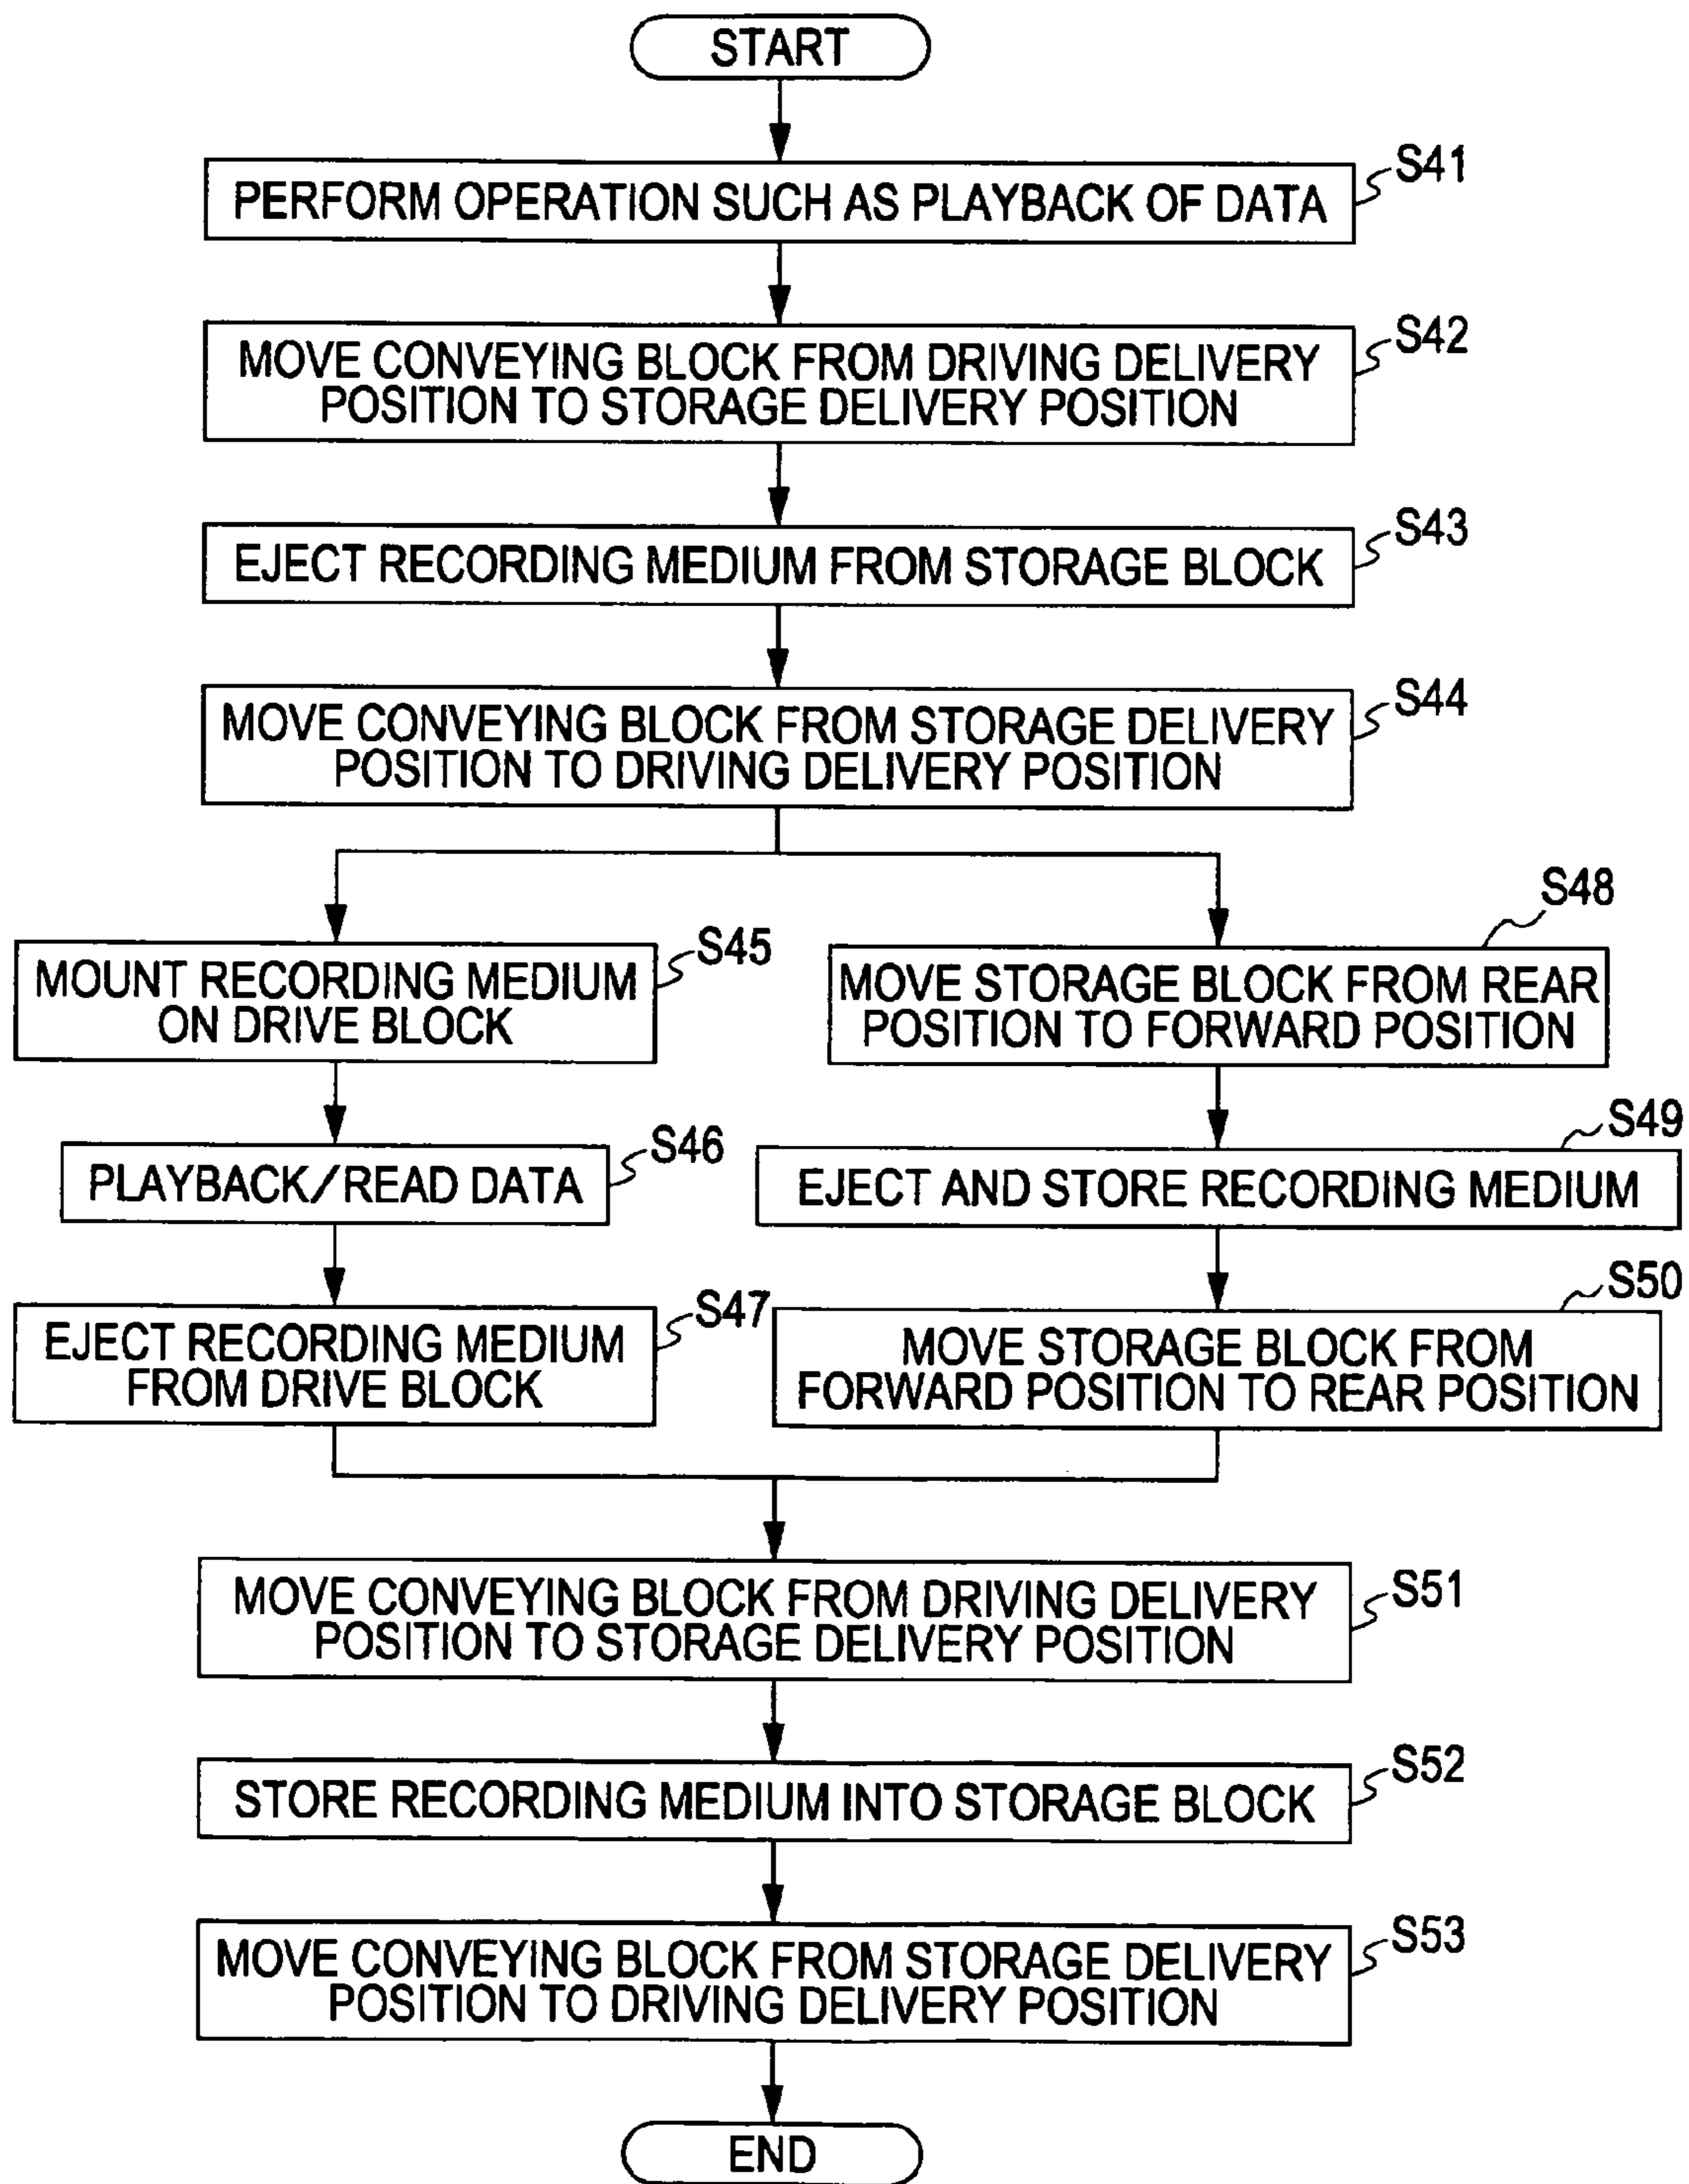 START
S41
PERFORM OPERATION SUCH AS PLAYBACK OF DATA
S42
MOVE CONVEYING BLOCK FROM DRIVING DELIVERY
POSITION TO STORAGE DELIVERY POSITION
S43
EJECT RECORDING MEDIUM FROM STORAGE BLOCK
S44
MOVE CONVEYING BLOCK FROM STORAGE DELIVERY
POSITION TO DRIVING DELIVERY POSITION
S45
MOUNT RECORDING MEDIUM
ON DRIVE BLOCK
S46
PLAYBACK/READ DATA
S47
EJECT RECORDING MEDIUM
FROM DRIVE BLOCK
S48
MOVE STORAGE BLOCK FROM REAR
POSITION TO FORWARD POSITION
S49
EJECT AND STORE RECORDING MEDIUM
S50
MOVE STORAGE BLOCK FROM
FORWARD POSITION TO REAR POSITION
S51
MOVE CONVEYING BLOCK FROM DRIVING DELIVERY
POSITION TO STORAGE DELIVERY POSITION
S52
STORE RECORDING MEDIUM INTO STORAGE BLOCK
S53
MOVE CONVEYING BLOCK FROM STORAGE DELIVERY
POSITION TO DRIVING DELIVERY POSITION
END